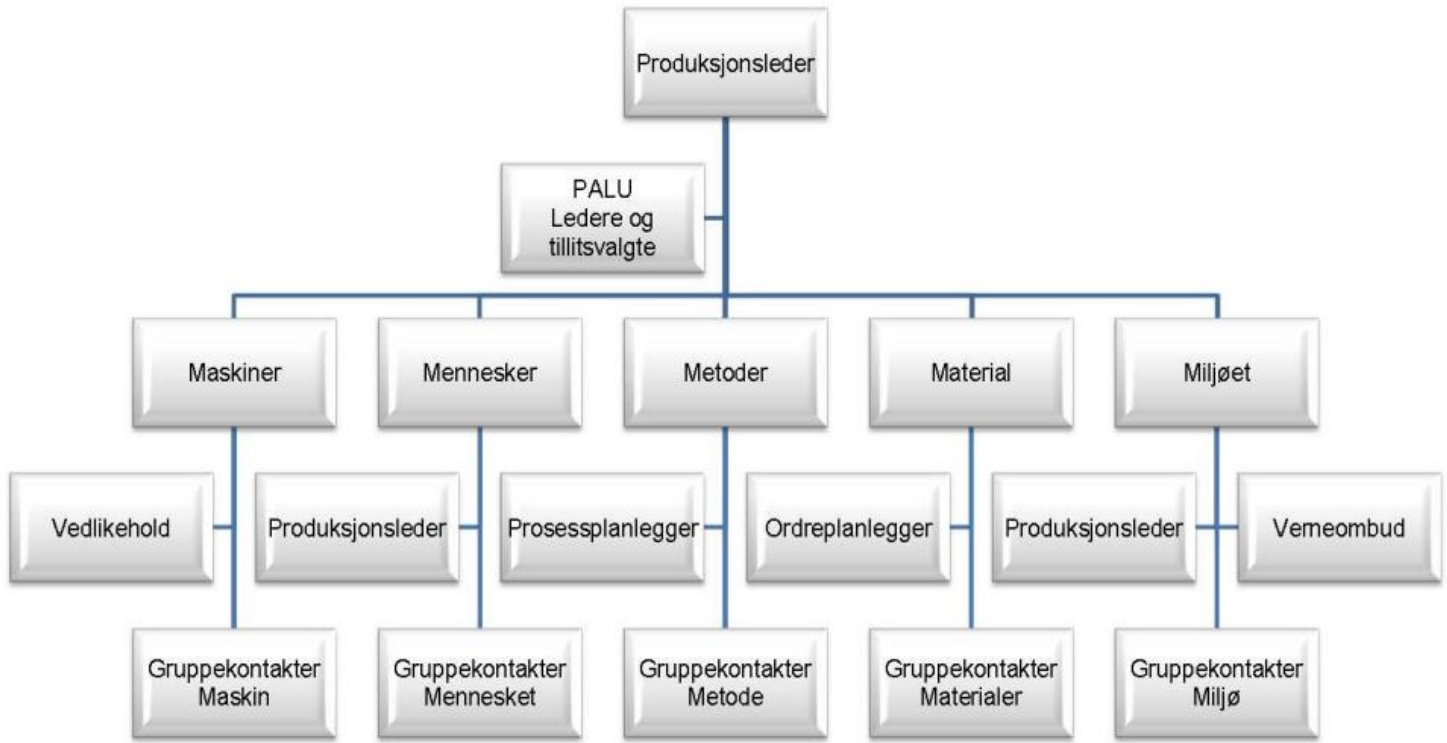 Produksjonsleder
PALU
Ledere og
tillitsvalgte
Maskiner
Mennesker
Metoder
Material
Miljøet
Vedlikehold
Produksjonsleder
Prosessplanlegger
Ordreplanlegger
Produksjonsleder
Verneombud
Gruppekontakter
Maskin
Gruppekontakter
Mennesket
Gruppekontakter
Metode
Gruppekontakter
Materialer
Gruppekontakter
Miljø